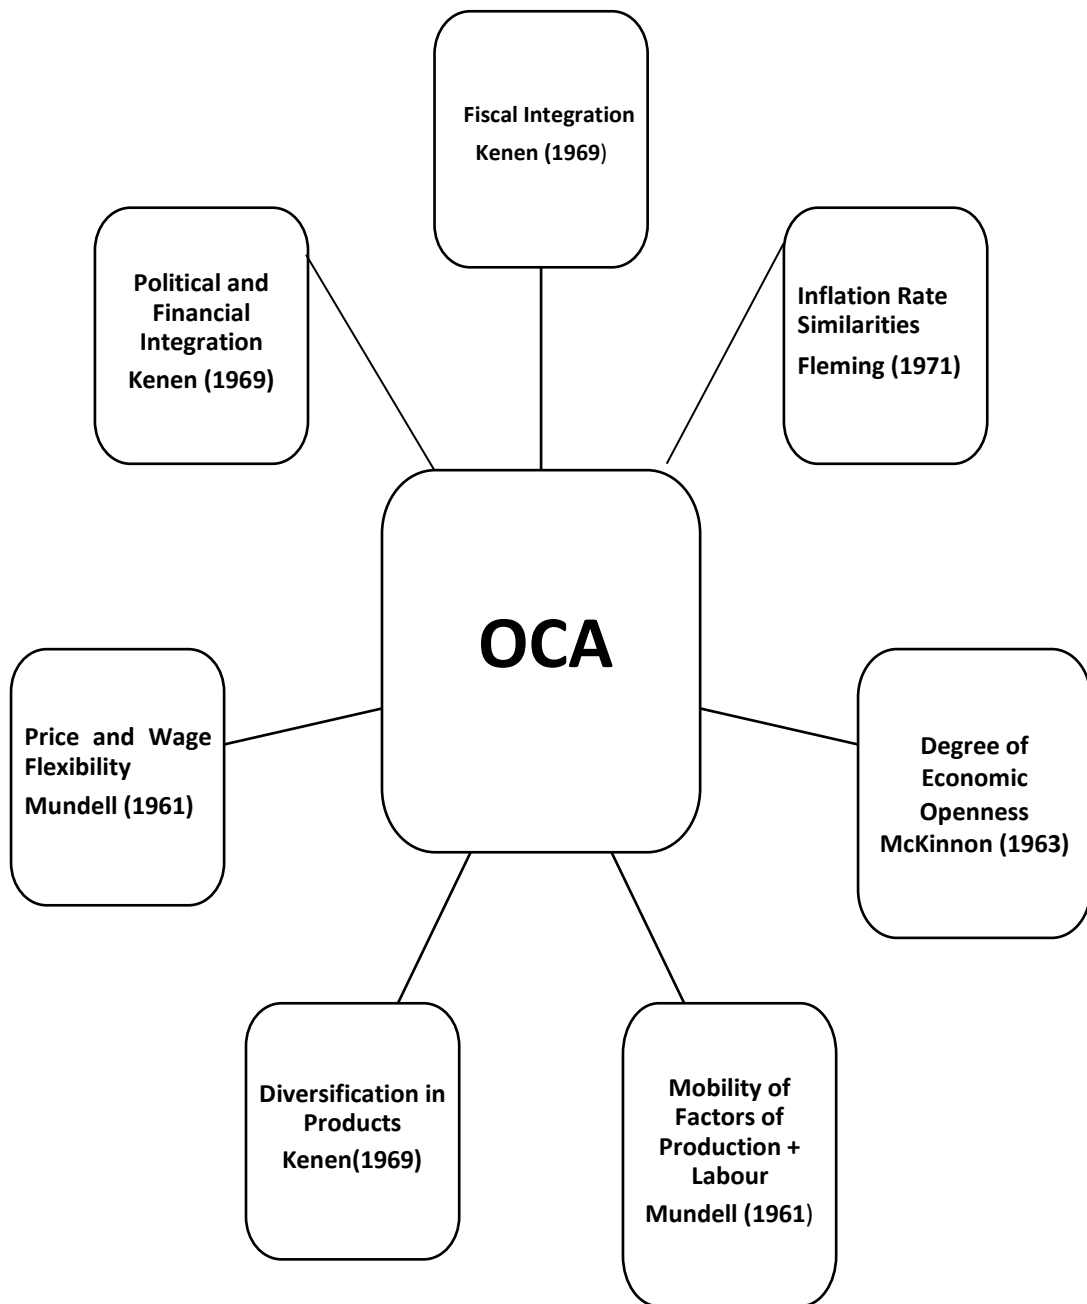 Fiscal Integration
Kenen (1969)
Political and
Financial
Integration
Kenen (1969)
Inflation Rate
Similarities
Fleming (1971)
OCA
Price and Wage
Flexibility
Mundell (1961)
Degree of
Economic
Openness
McKinnon (1963)
Diversification in
Products
Kenen(1969)
Mobility of
Factors of
Production +
Labour
Mundell (1961)